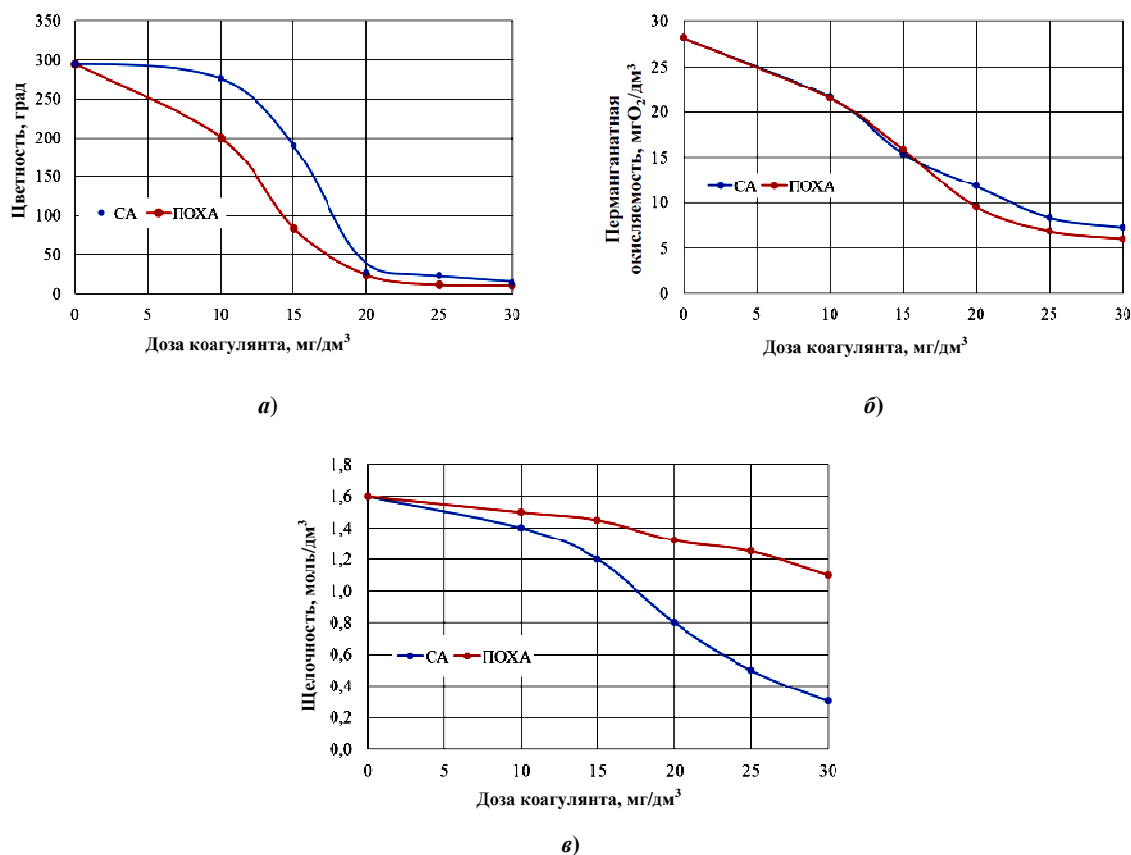 350
300
250
200
150
100
50
0
Цветность, град
СА ПОХА
0 5 10 15 20 25 30
Доза коагулянта, мг/дм³
а)
30
25
20
15
10
5
0
Перманганатная
окисляемость, мгО₂/дм³
СА ПОХА
0 5 10 15 20 25 30
Доза коагулянта, мг/дм³
б)
1,8
1,6
1,4
1,2
1,0
0,8
0,6
0,4
0,2
0,0
Щелочность, моль/дм³
СА ПОХА
0 5 10 15 20 25 30
Доза коагулянта, мг/дм³
в)